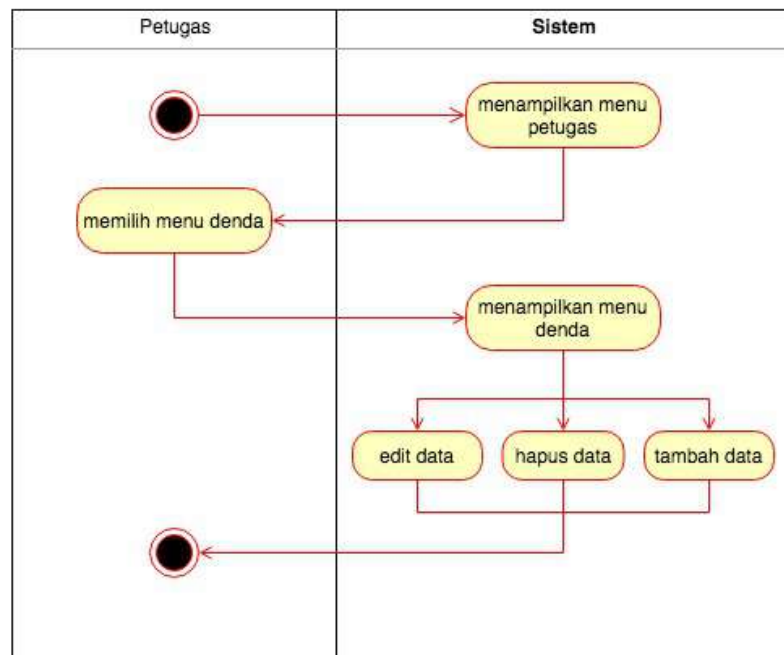 Petugas
Sistem
menampilkan menu
petugas
memilih menu denda
menampilkan menu
denda
edit data
hapus data
tambah data